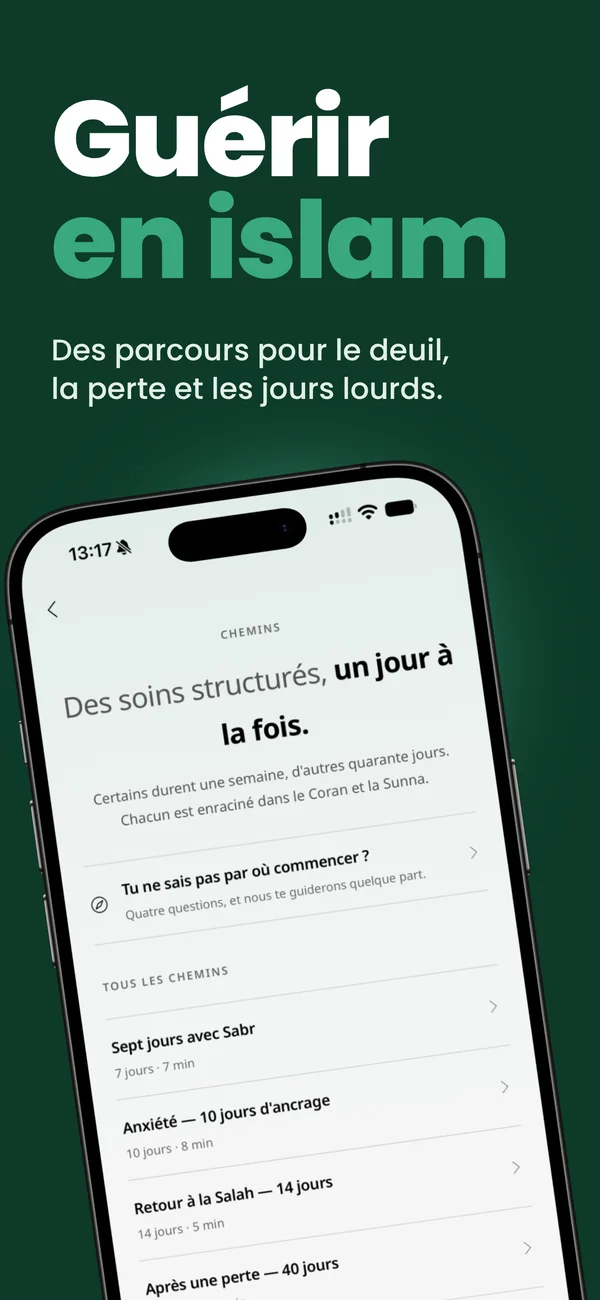 Guérir
en islam
Des parcours pour le deuil,
la perte et les jours lourds.
13:17
CHEMINS
Des soins structurés, un jour à
la fois.
Certains durent une semaine, d'autres quarante jours.
Chacun est enraciné dans le Coran et la Sunna.
Tu ne sais pas par où commencer ?
Quatre questions, et nous te guiderons quelque part.
TOUS LES CHEMINS
Sept jours avec Sabr
7 jours · 7 min
Anxiété — 10 jours d'ancrage
10 jours · 8 min
Retour à la Salah — 14 jours
14 jours · 5 min
Après une perte — 40 jours